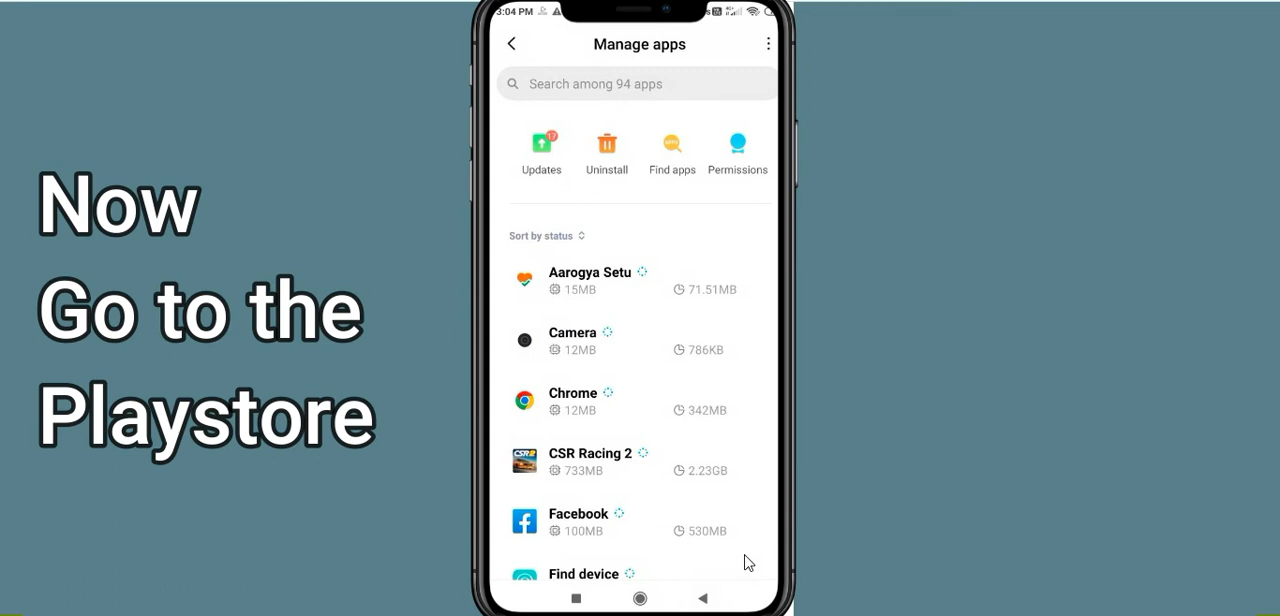 Now
Go to the
Playstore
3:04 PM
Manage apps
Search among 94 apps
17
Updates
Uninstall
Find apps
Permissions
Sort by status
Aarogya Setu
15MB 71.51MB
Camera
12MB 786KB
Chrome
12MB 342MB
CSR2
CSR Racing 2
733MB 2.23GB
Facebook
100MB 530MB
Find device